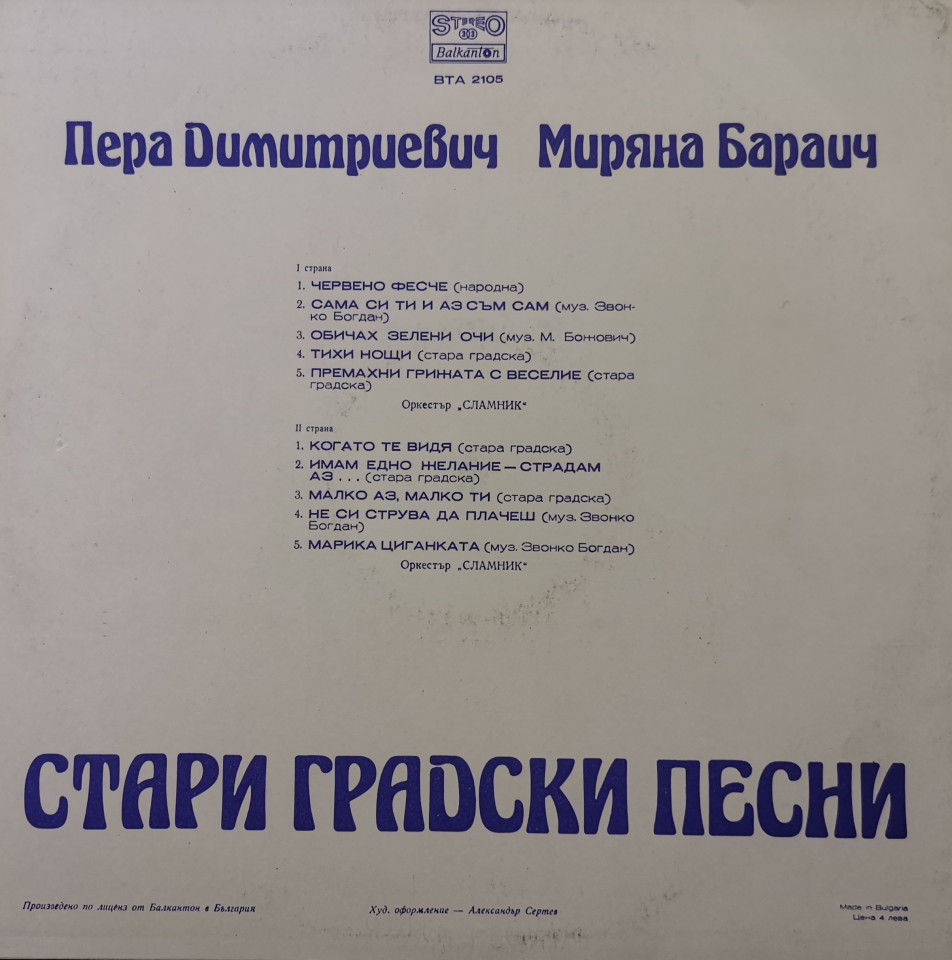 STEREO
33
Balkanton
ВТА 2105
Пера Димитриевич Миряна Бараич
I страна
1. ЧЕРВЕНО ФЕСЧЕ (народна)
2. САМА СИ ТИ И АЗ СЪМ САМ (муз. Звон-
ко Богдан)
3. ОБИЧАХ ЗЕЛЕНИ ОЧИ (муз. М. Божович)
4. ТИХИ НОЩИ (стара градска)
5. ПРЕМАХНИ ГРИЖАТА С ВЕСЕЛИЕ (стара
градска)
Оркестър „СЛАМНИК“
II страна
1. КОГАТО ТЕ ВИДЯ (стара градска)
2. ИМАМ ЕДНО ЖЕЛАНИЕ — СТРАДАМ
АЗ . . . (стара градска)
3. МАЛКО АЗ, МАЛКО ТИ (стара градска)
4. НЕ СИ СТРУВА ДА ПЛАЧЕШ (муз. Звонко
Богдан)
5. МАРИКА ЦИГАНКАТА (муз. Звонко Богдан)
Оркестър „СЛАМНИК“
СТАРИ ГРАДСКИ ПЕСНИ
Произведено по лиценз от Балкантон в България
Худ. оформление — Александър Сертев
Made in Bulgaria
Цена 4 лева